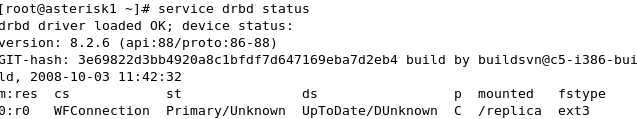 [root@asterisk1 ~]# service drbd status
drbd driver loaded OK; device status:
version: 8.2.6 (api:88/proto:86-88)
GIT-hash: 3e69822d3bb4920a8c1bfdf7d647169eba7d2eb4 build by buildsvn@c5-i386-bui
ld, 2008-10-03 11:42:32
m:res  cs            st               ds                 p  mounted   fstype
0:r0   WFConnection  Primary/Unknown  UpToDate/DUnknown  C  /replica  ext3